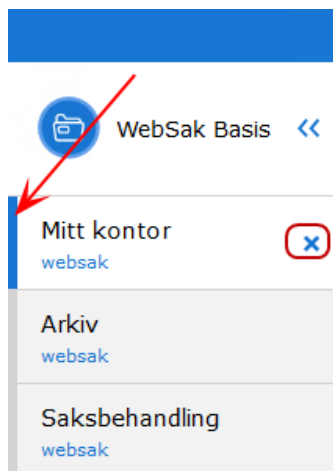 WebSak Basis
Mitt kontor
websak
Arkiv
websak
Saksbehandling
websak